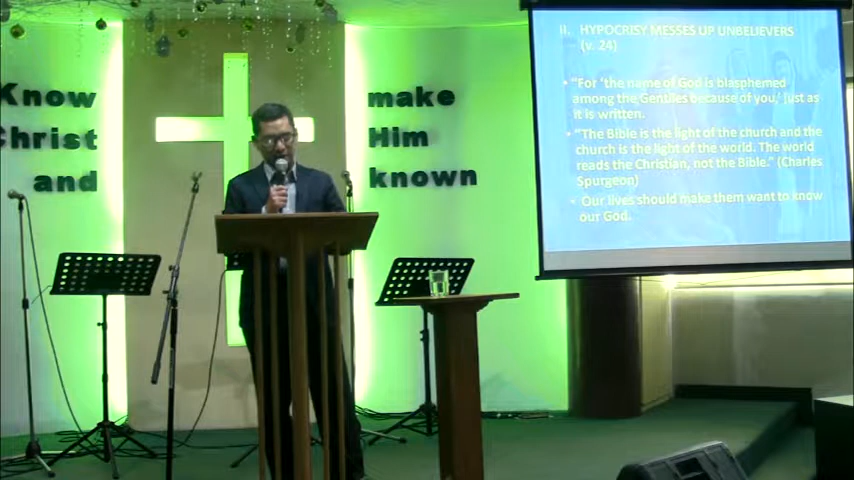 Know
Christ
and
make
Him
known
II. HYPOCRISY MESSES UP UNBELIEVERS
(v. 24)
• "For 'the name of God is blasphemed
among the Gentiles because of you,' just as
it is written."
• "The Bible is the light of the church and the
church is the light of the world. The world
reads the Christian, not the Bible." (Charles
Spurgeon)
• Our lives should make them want to know
our God.